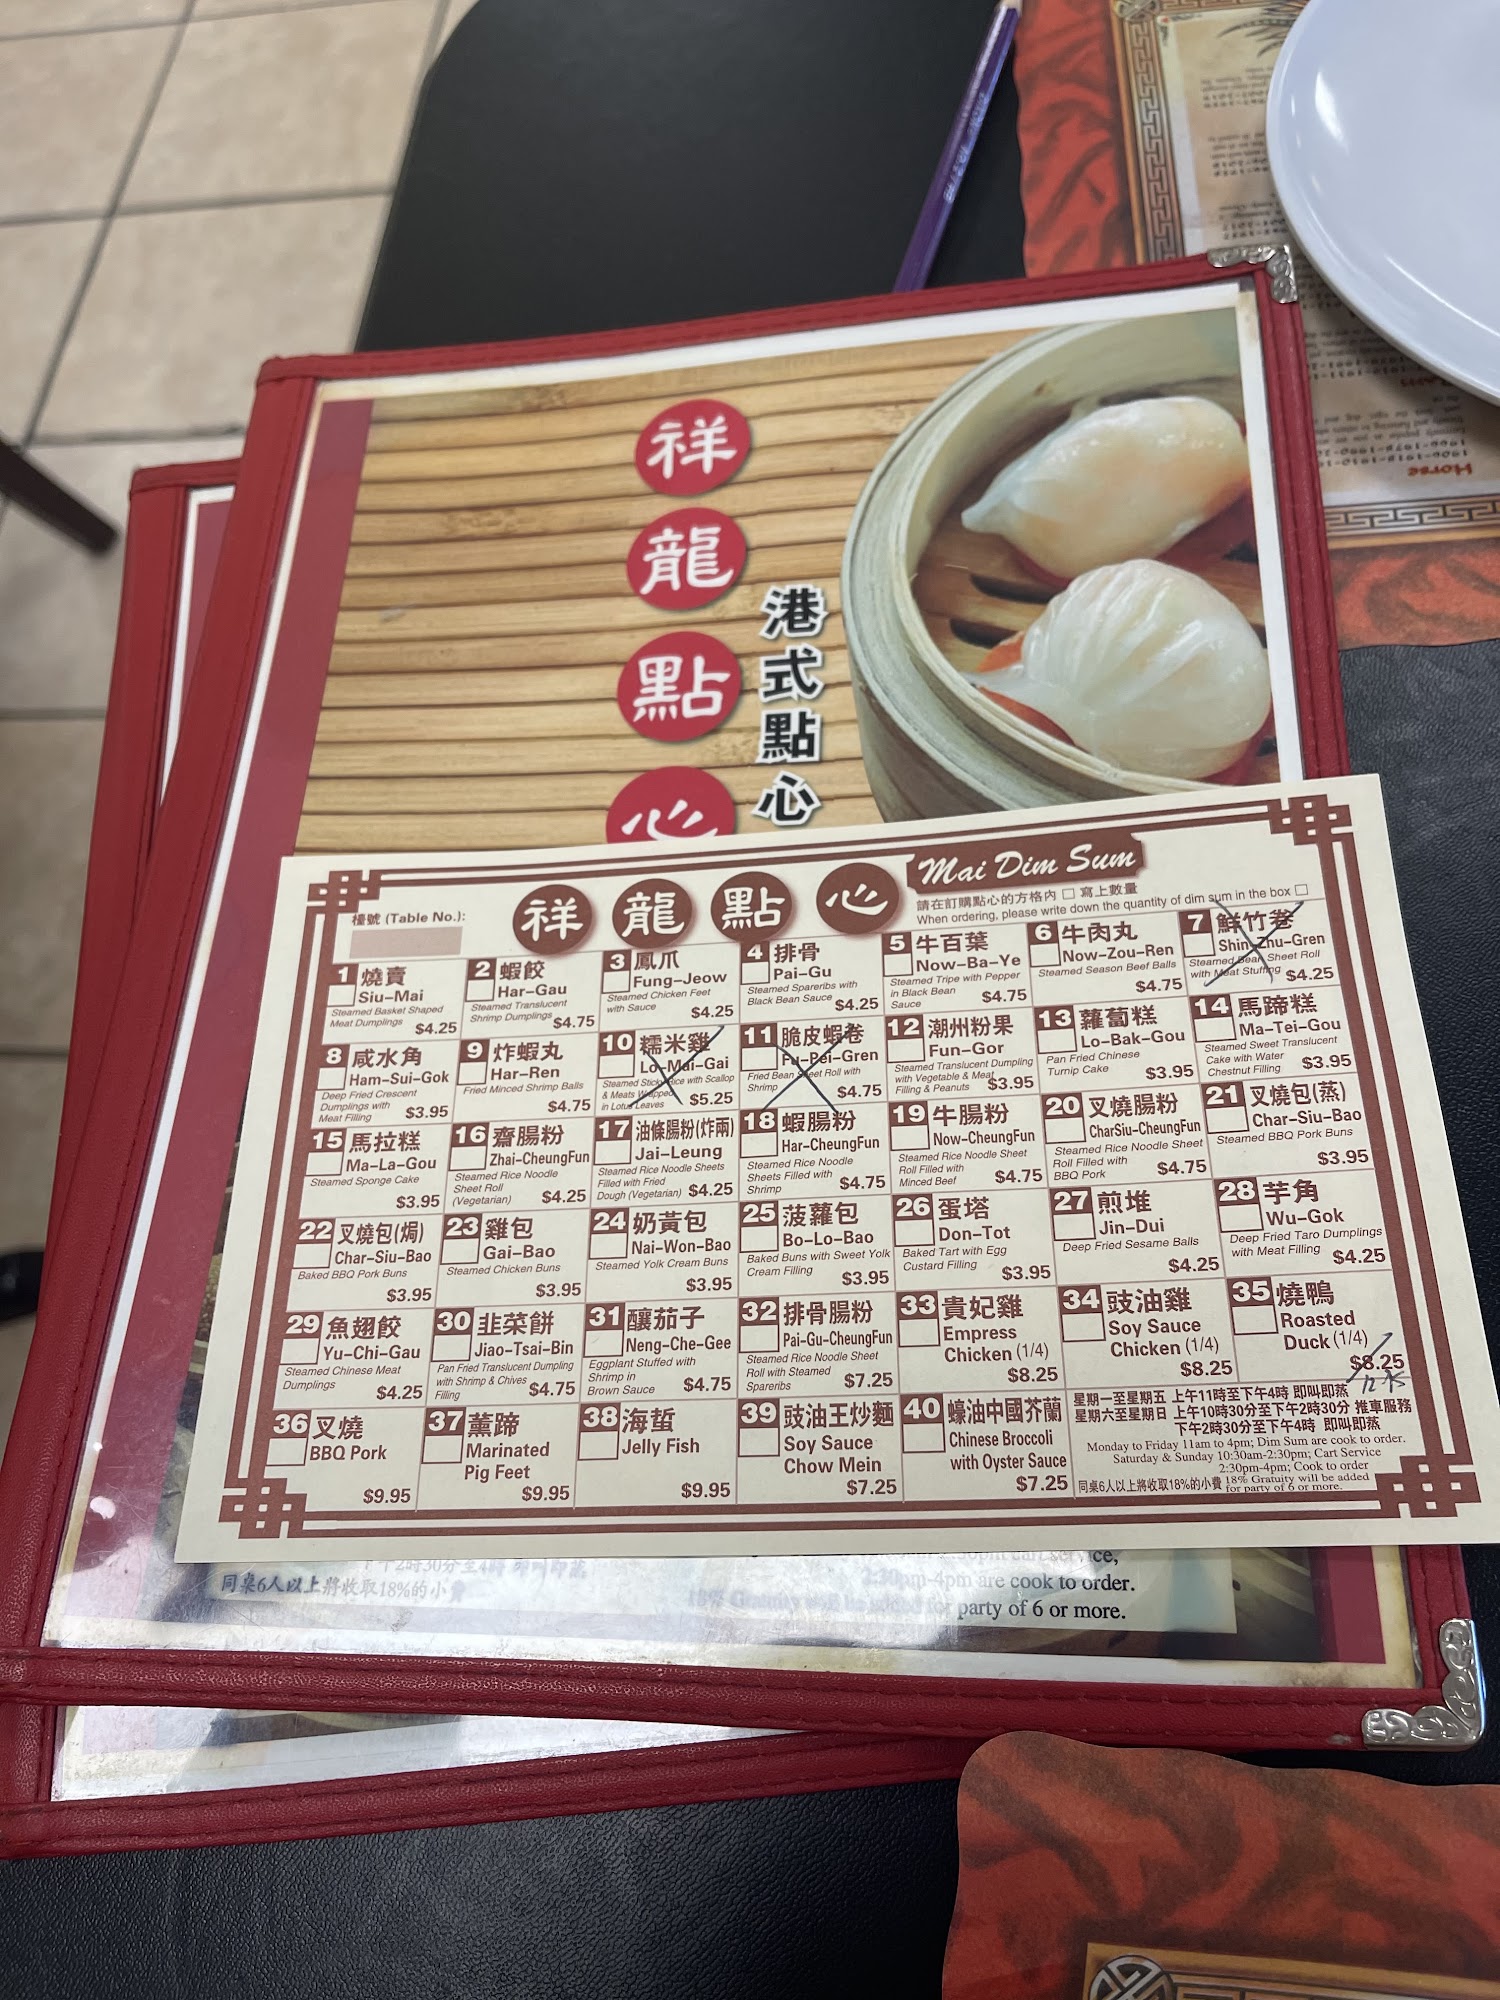 祥
龍
點
心
港式點心
祥龍點心
Mai Dim Sum
檯號 (Table No.):
請在訂購點心的方格內 □ 寫上數量
When ordering, please write down the quantity of dim sum in the box □
1 燒賣
Siu-Mai
Steamed Basket Shaped
Meat Dumplings $4.25
2 蝦餃
Har-Gau
Steamed Translucent
Shrimp Dumplings $4.75
3 鳳爪
Fung-Jeow
Steamed Chicken Feet
with Sauce $4.25
4 排骨
Pai-Gu
Steamed Spareribs with
Black Bean Sauce $4.25
5 牛百葉
Now-Ba-Ye
Steamed Tripe with Pepper
in Black Bean
Sauce $4.75
6 牛肉丸
Now-Zou-Ren
Steamed Season Beef Balls
$4.75
7 鮮竹卷
Shin-Zhu-Gren
Steamed Bean Sheet Roll
with Meat Stuffing $4.25
8 咸水角
Ham-Sui-Gok
Deep Fried Crescent
Dumplings with
Meat Filling $3.95
9 炸蝦丸
Har-Ren
Fried Minced Shrimp Balls
$4.75
10 糯米雞
Lo-Mai-Gai
Steamed Sticky Rice with Scallop
& Meats Wrapped
in Lotus Leaves $5.25
11 脆皮蝦卷
Fu-Pei-Gren
Fried Bean Sheet Roll with
Shrimp $4.75
12 潮州粉果
Fun-Gor
Steamed Translucent Dumpling
with Vegetable & Meat
Filling & Peanuts $3.95
13 蘿蔔糕
Lo-Bak-Gou
Pan Fried Chinese
Turnip Cake $3.95
14 馬蹄糕
Ma-Tei-Gou
Steamed Sweet Translucent
Cake with Water
Chestnut Filling $3.95
15 馬拉糕
Ma-La-Gou
Steamed Sponge Cake
$3.95
16 齋腸粉
Zhai-CheungFun
Steamed Rice Noodle
Sheet Roll
(Vegetarian) $4.25
17 油條腸粉(炸兩)
Jai-Leung
Steamed Rice Noodle Sheets
Filled with Fried
Dough (Vegetarian) $4.25
18 蝦腸粉
Har-CheungFun
Steamed Rice Noodle
Sheets Filled with
Shrimp $4.75
19 牛腸粉
Now-CheungFun
Steamed Rice Noodle Sheet
Roll Filled with
Minced Beef $4.75
20 叉燒腸粉
CharSiu-CheungFun
Steamed Rice Noodle Sheet
Roll Filled with
BBQ Pork $4.75
21 叉燒包(蒸)
Char-Siu-Bao
Steamed BBQ Pork Buns
$3.95
22 叉燒包(焗)
Char-Siu-Bao
Baked BBQ Pork Buns
$3.95
23 雞包
Gai-Bao
Steamed Chicken Buns
$3.95
24 奶黃包
Nai-Won-Bao
Steamed Yolk Cream Buns
$3.95
25 菠蘿包
Bo-Lo-Bao
Baked Buns with Sweet Yolk
Cream Filling $3.95
26 蛋塔
Don-Tot
Baked Tart with Egg
Custard Filling
$3.95
27 煎堆
Jin-Dui
Deep Fried Sesame Balls
$4.25
28 芋角
Wu-Gok
Deep Fried Taro Dumplings
with Meat Filling $4.25
29 魚翅餃
Yu-Chi-Gau
Steamed Chinese Meat
Dumplings $4.25
30 韭菜餅
Jiao-Tsai-Bin
Pan Fried Translucent Dumpling
with Shrimp & Chives
Filling $4.75
31 釀茄子
Neng-Che-Gee
Eggplant Stuffed with
Shrimp in
Brown Sauce $4.75
32 排骨腸粉
Pai-Gu-CheungFun
Steamed Rice Noodle Sheet
Roll with Steamed
Spareribs $7.25
33 貴妃雞
Empress
Chicken (1/4)
$8.25
34 豉油雞
Soy Sauce
Chicken (1/4)
$8.25
35 燒鴨
Roasted
Duck (1/4)
$8.25
36 叉燒
BBQ Pork
$9.95
37 薰蹄
Marinated
Pig Feet
$9.95
38 海蜇
Jelly Fish
$9.95
39 豉油王炒麵
Soy Sauce
Chow Mein
$7.25
40 蠔油中國芥蘭
Chinese Broccoli
with Oyster Sauce
$7.25
星期一至星期五 上午11時至下午4時 即叫即蒸
星期六至星期日 上午10時30分至下午2時30分 推車服務
下午2時30分至下午4時 即叫即蒸
Monday to Friday 11am to 4pm; Dim Sum are cook to order.
Saturday & Sunday 10:30am-2:30pm; Cart Service
2:30pm-4pm; Cook to order
同桌6人以上將收取18%的小費 18% Gratuity will be added
for party of 6 or more.
2:30pm-4pm are cook to order.
同桌6人以上將收取18%的小費
18% Gratuity will be added for party of 6 or more.
Horse